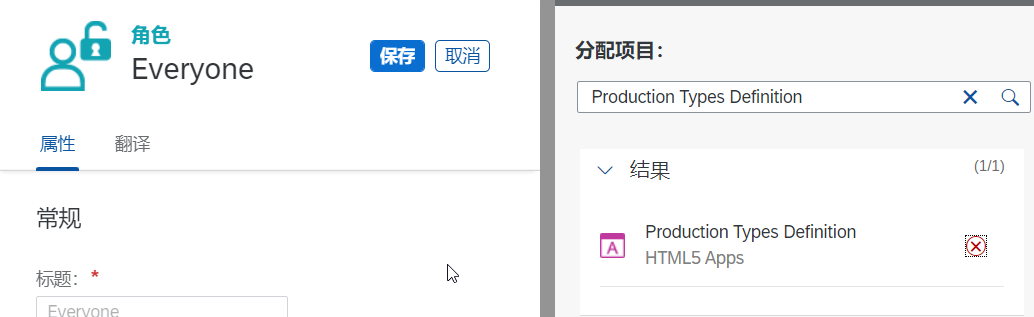 角色
Everyone
保存
取消
属性
翻译
常规
标题: *
Everyone
分配项目:
Production Types Definition
结果
(1/1)
Production Types Definition
HTML5 Apps